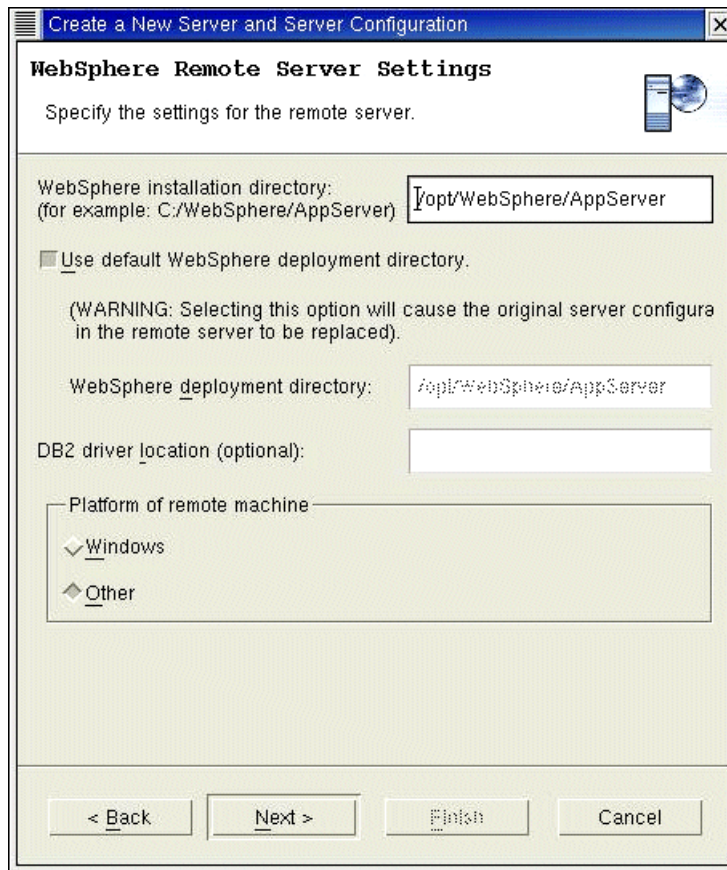 Create a New Server and Server Configuration
WebSphere Remote Server Settings
Specify the settings for the remote server.
WebSphere installation directory:
(for example: C:/WebSphere/AppServer)
/opt/WebSphere/AppServer
Use default WebSphere deployment directory.
(WARNING: Selecting this option will cause the original server configura
in the remote server to be replaced).
WebSphere deployment directory:
/opt/WebSphere/AppServer
DB2 driver location (optional):
Platform of remote machine
Windows
Other
< Back
Next >
Finish
Cancel